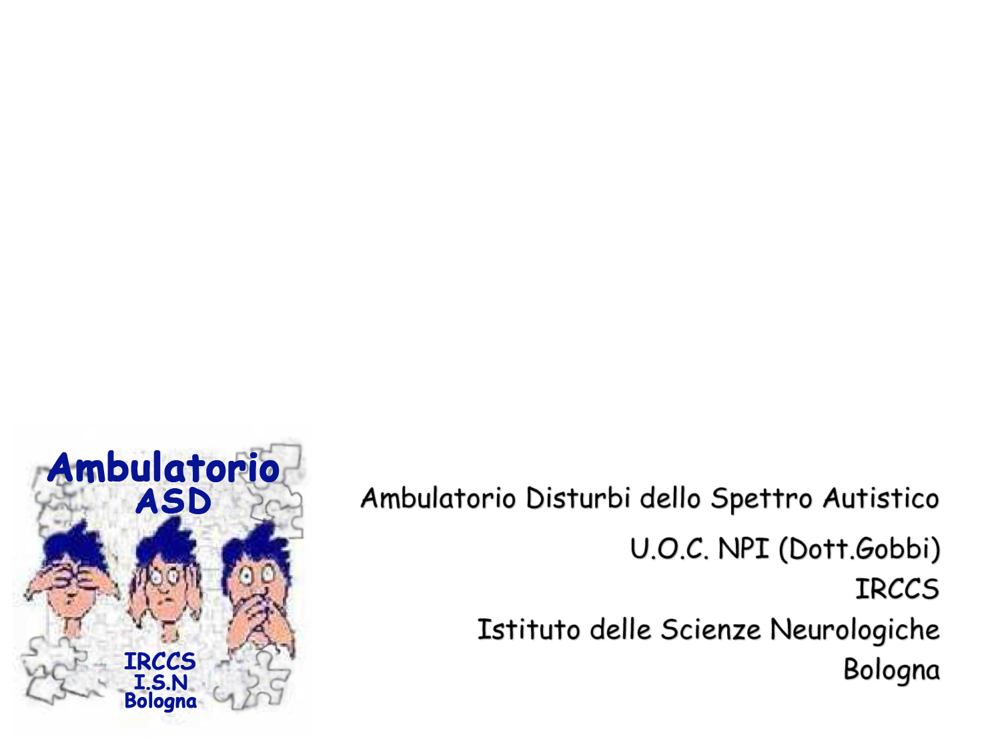 Ambulatorio
ASD
IRCCS
I.S.N
Bologna
Ambulatorio Disturbi dello Spettro Autistico
U.O.C. NPI (Dott.Gobbi)
IRCCS
Istituto delle Scienze Neurologiche
Bologna